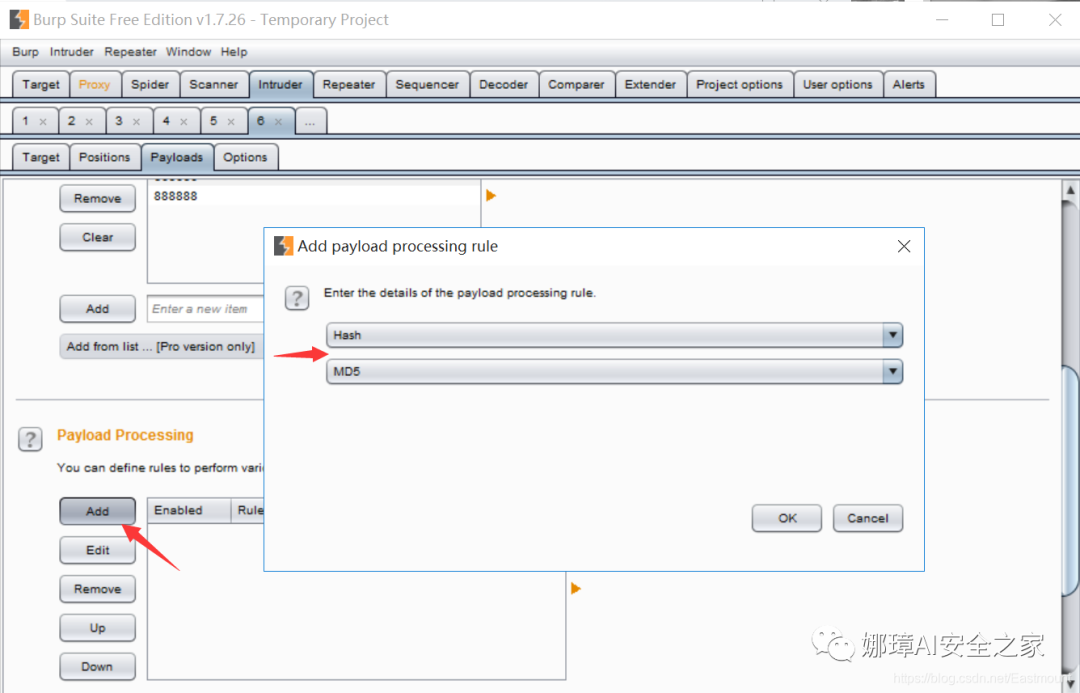 Burp Suite Free Edition v1.7.26 - Temporary Project
Burp Intruder Repeater Window Help
Target Proxy Spider Scanner Intruder Repeater Sequencer Decoder Comparer Extender Project options User options Alerts
1 × 2 × 3 × 4 × 5 × 6 × ...
Target Positions Payloads Options
Remove
888888
Clear
Add
Enter a new item
Add from list ... [Pro version only]
Add payload processing rule
?
Enter the details of the payload processing rule.
Hash
MD5
OK
Cancel
?
Payload Processing
You can define rules to perform vari
Add
Enabled
Rule
Edit
Remove
Up
Down
娜璋AI安全之家
https://blog.csdn.net/Eastmount